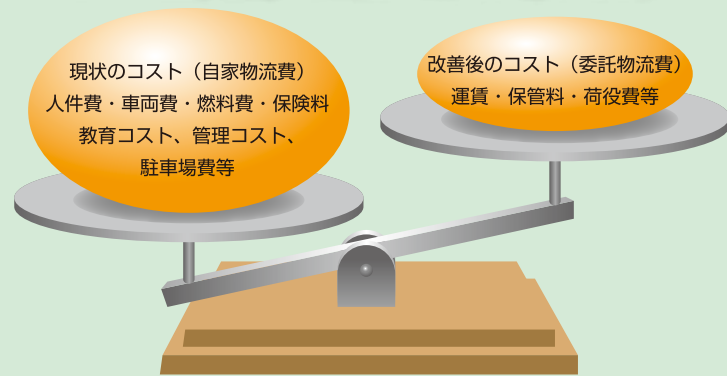 現状のコスト（自家物流費）
人件費・車両費・燃料費・保険料
教育コスト、管理コスト、
駐車場費等
改善後のコスト（委託物流費）
運賃・保管料・荷役費等